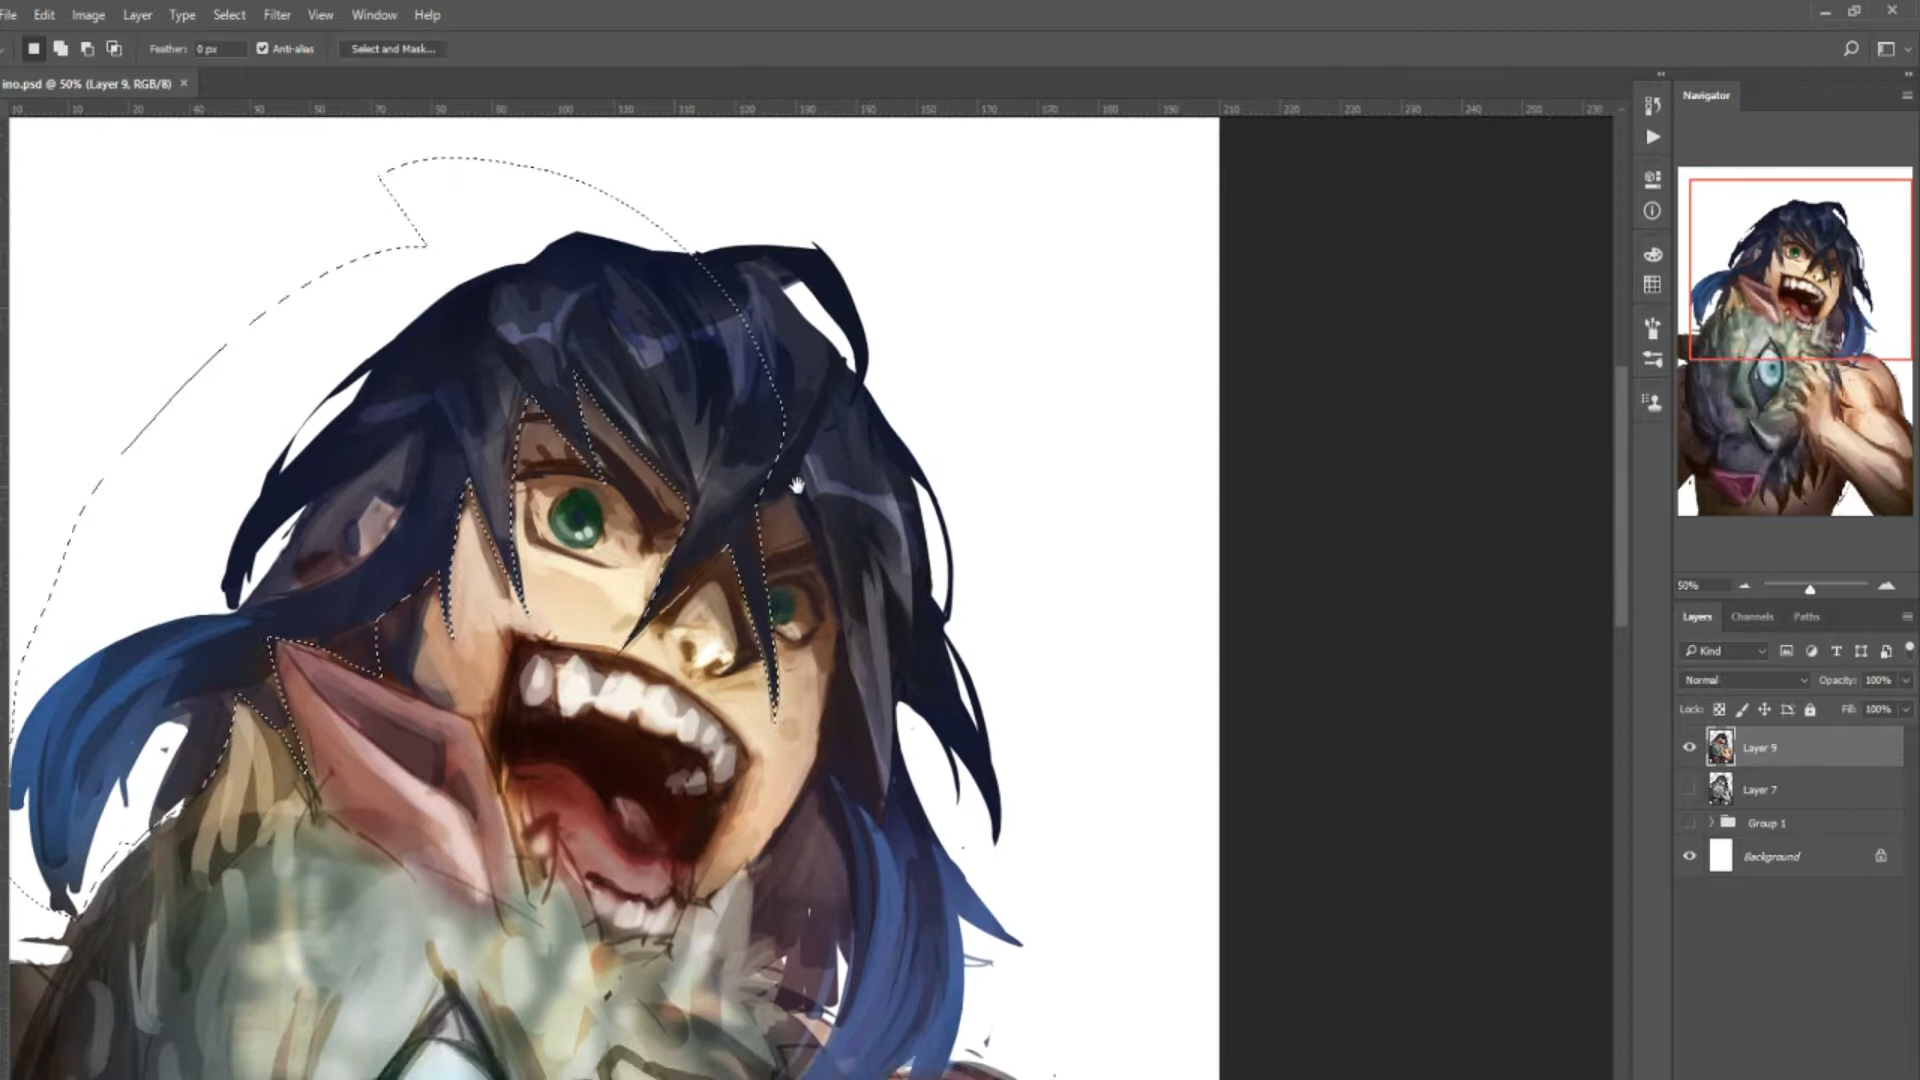 File Edit Image Layer Type Select Filter View Window Help
Feather: 0 px Anti-alias Select and Mask...
ino.psd @ 50% (Layer 9, RGB/8) ×
Navigator
50%
Layers Channels Paths
Kind
Normal Opacity: 100%
Lock: Fill: 100%
Layer 9
Layer 7
Group 1
Background